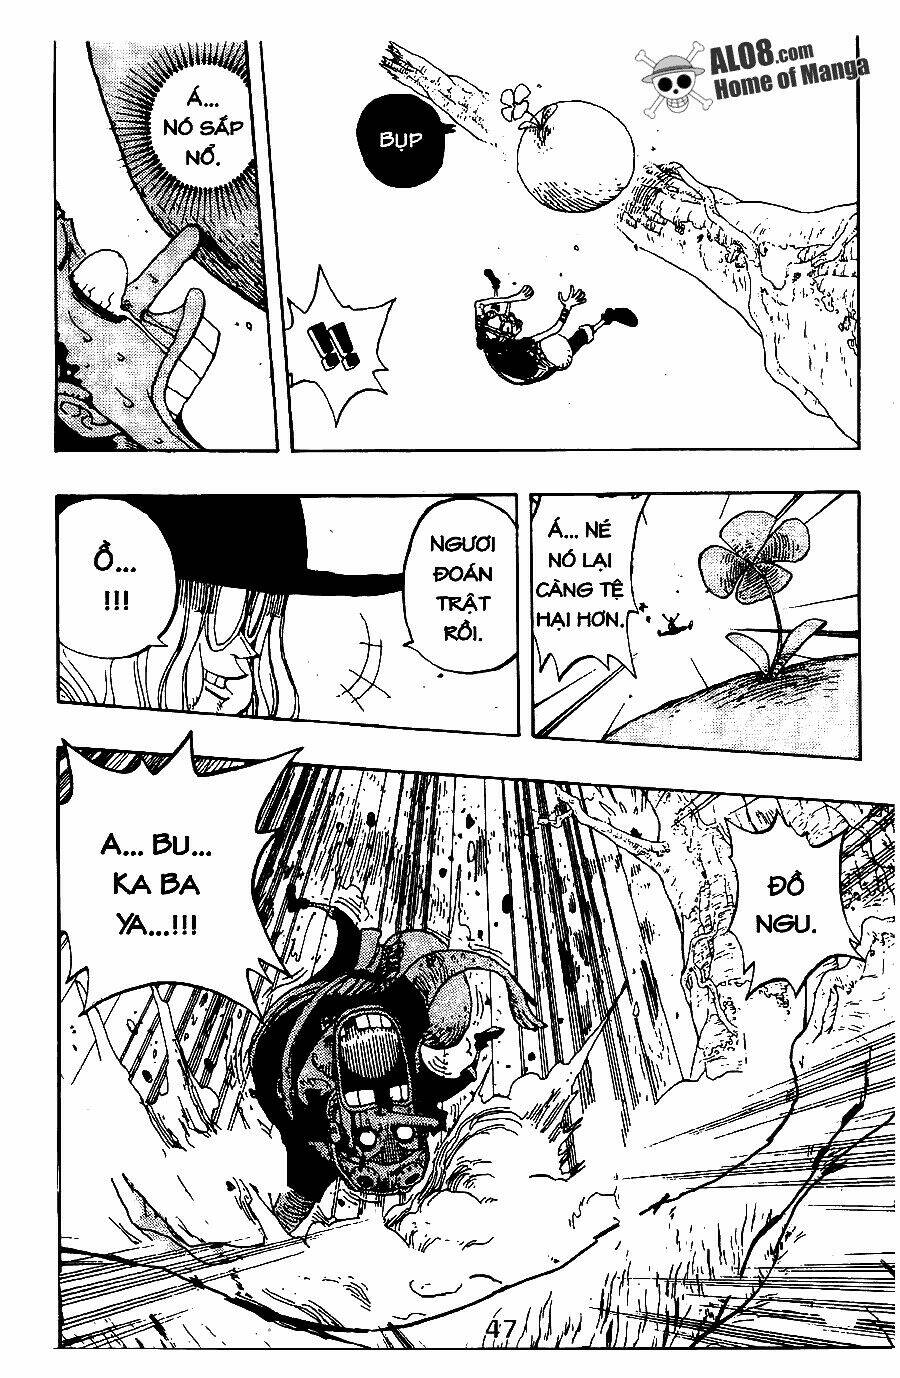 ALO8.com
Home of Manga
BỤP
!!!
Á...
NÓ SẮP
NỔ.
Á... NÉ
NÓ LẠI
CÀNG TỆ
HẠI HƠN.
NGƯƠI
ĐOÁN
TRẬT
RỒI.
Ồ...
!!!
ĐỒ
NGU.
A... BU...
KA BA
YA...!!!
47